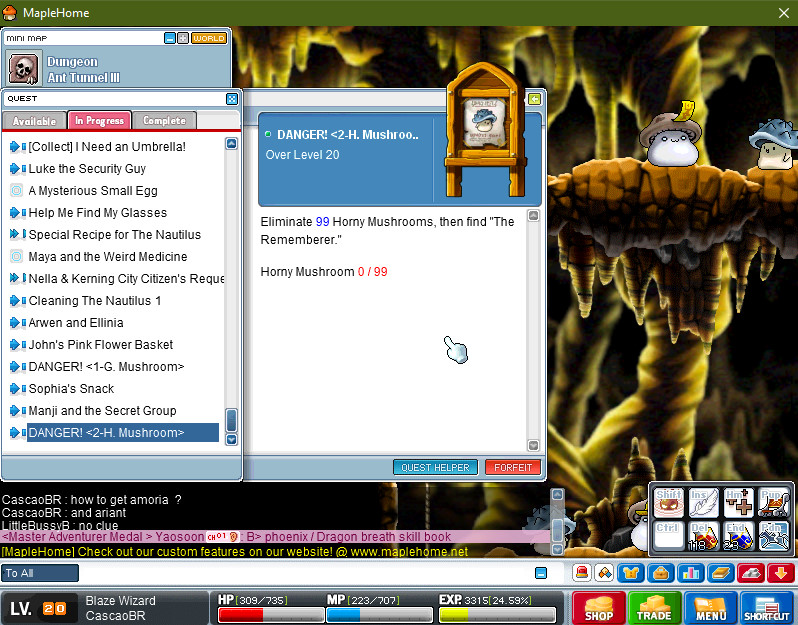 MapleHome
MINI MAP
WORLD
Dungeon
Ant Tunnel III
QUEST
Available
In Progress
Complete
[Collect] I Need an Umbrella!
Luke the Security Guy
A Mysterious Small Egg
Help Me Find My Glasses
Special Recipe for The Nautilus
Maya and the Weird Medicine
Nella & Kerning City Citizen's Reque
Cleaning The Nautilus 1
Arwen and Ellinia
John's Pink Flower Basket
DANGER! <1-G. Mushroom>
Sophia's Snack
Manji and the Secret Group
DANGER! <2-H. Mushroom>
DANGER! <2-H. Mushroo..
Over Level 20
Eliminate 99 Horny Mushrooms, then find "The
Rememberer."
Horny Mushroom 0 / 99
QUEST HELPER
FORFEIT
CascaoBR : how to get amoria ?
CascaoBR : and ariant
LittleBussyB : no clue
<Master Adventurer Medal > Yaosoon CH01 : B> phoenix / Dragon breath skill book
[MapleHome] Check out our custom features on our website! @ www.maplehome.net
To All
Shift Ins Hm Pup
Ctrl Del End Pdn
118 23
LV. 20
Blaze Wizard
CascaoBR
HP [309/735]
MP [223/707]
EXP. 3315[24.59%]
SHOP
TRADE
MENU
SHORT CUT